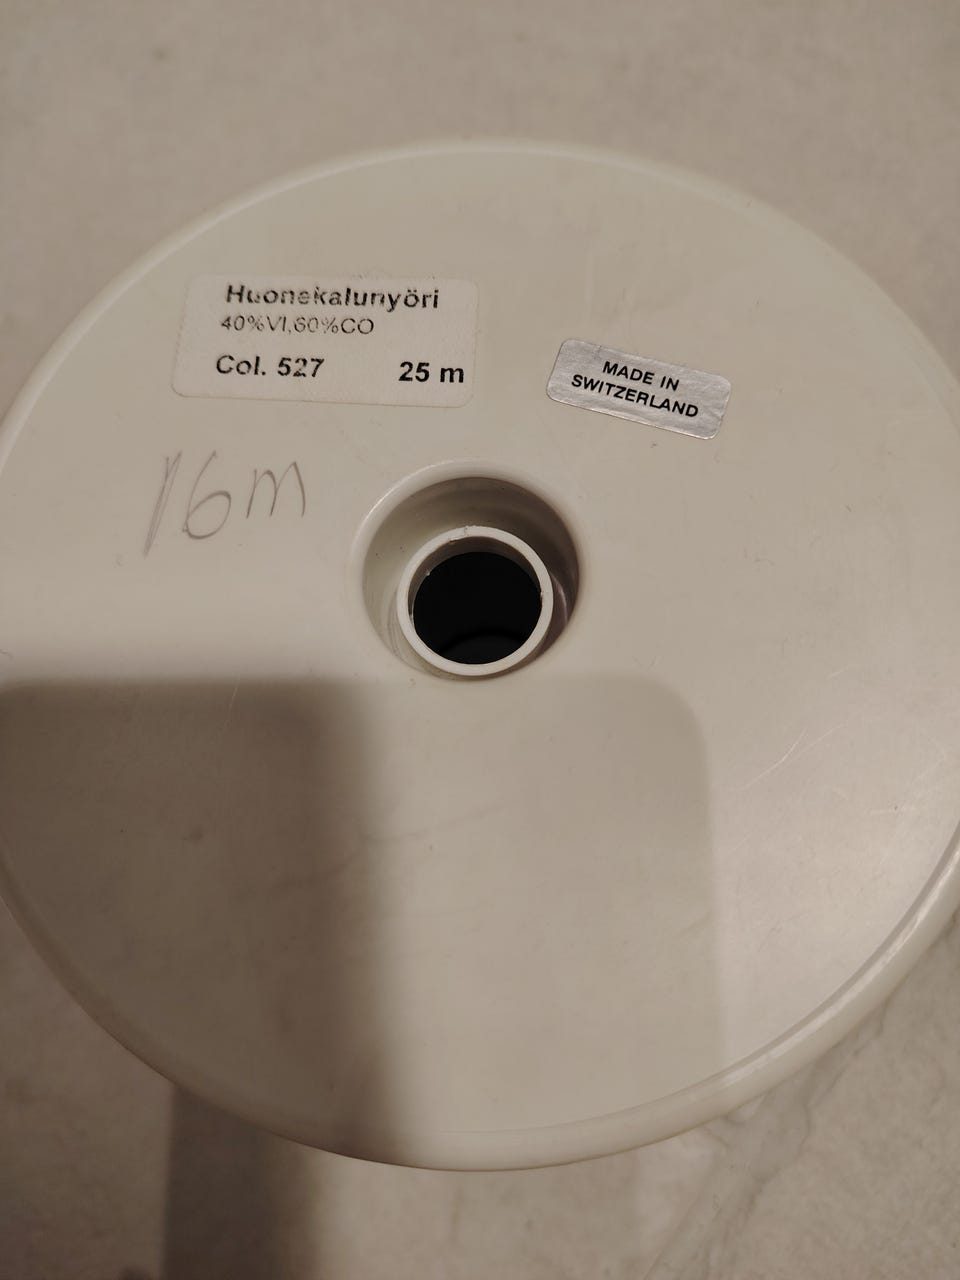 Huonekalunyöri
40%VI,60%CO
Col. 527 25 m
MADE IN
SWITZERLAND
16m